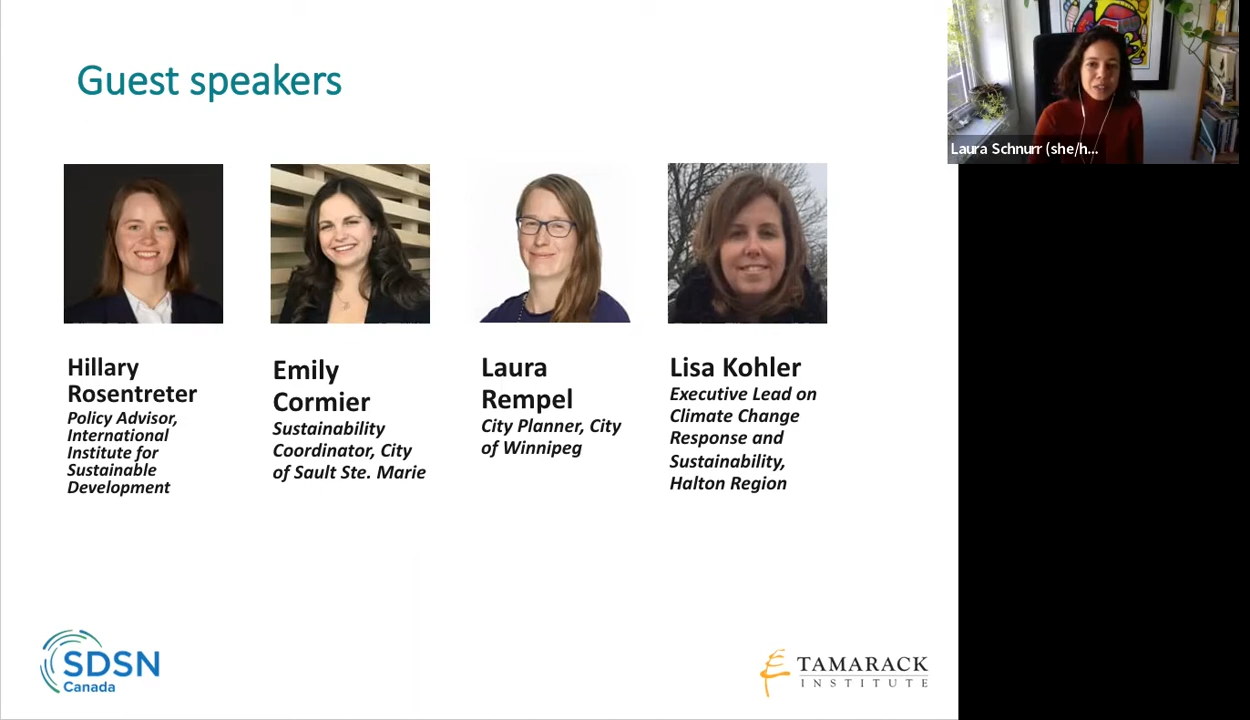 Guest speakers
Laura Schnurr (she/h...
Hillary
Rosentreter
Policy Advisor,
International
Institute for
Sustainable
Development
Emily
Cormier
Sustainability
Coordinator, City
of Sault Ste. Marie
Laura
Rempel
City Planner, City
of Winnipeg
Lisa Kohler
Executive Lead on
Climate Change
Response and
Sustainability,
Halton Region
SDSN
Canada
TAMARACK
INSTITUTE